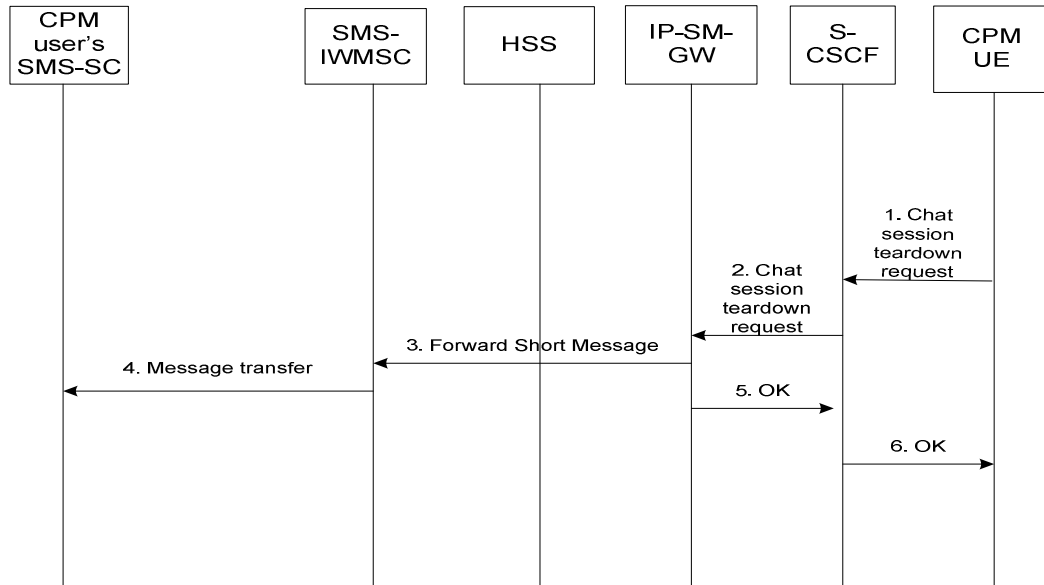 CPM
user's
SMS-SC
SMS-
IWMSC
HSS
IP-SM-
GW
S-
CSCF
CPM
UE
1. Chat
session
teardown
request
2. Chat
session
teardown
request
3. Forward Short Message
4. Message transfer
5. OK
6. OK